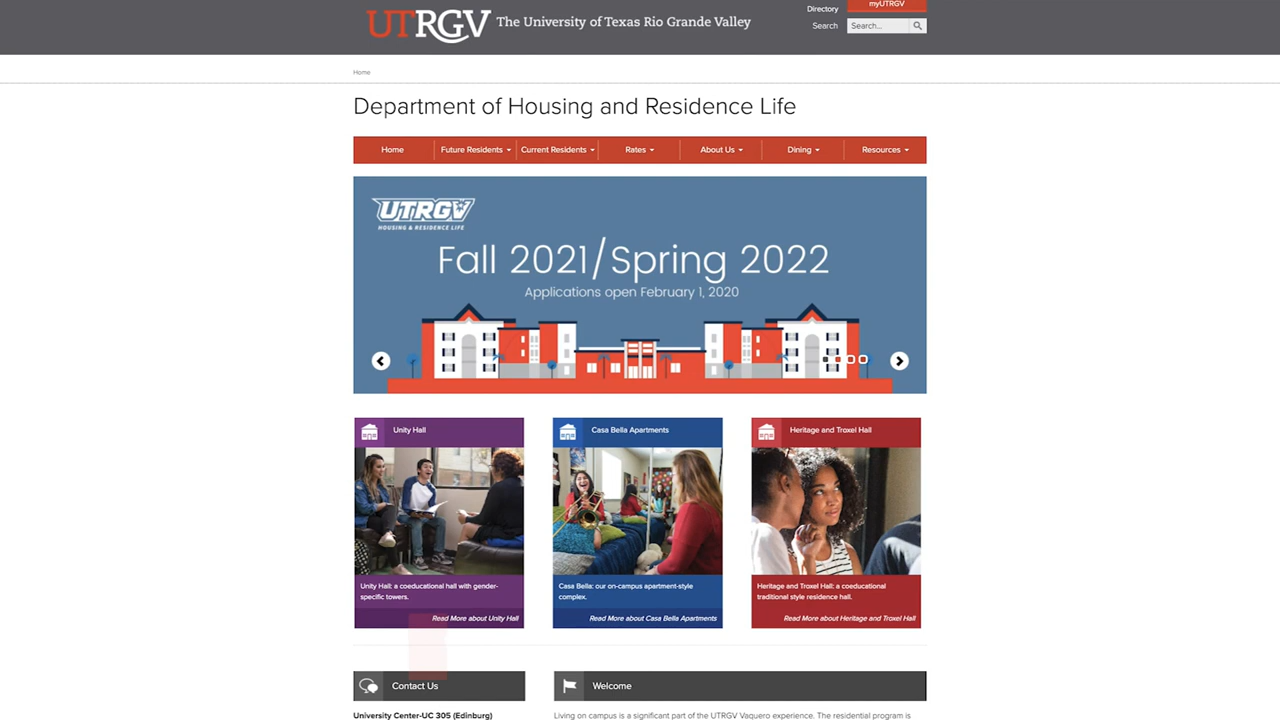 UTRGV The University of Texas Rio Grande Valley
Directory
myUTRGV
Search
Search...
Home
Department of Housing and Residence Life
Home Future Residents Current Residents Rates About Us Dining Resources
UTRGV
HOUSING & RESIDENCE LIFE
Fall 2021/Spring 2022
Applications open February 1, 2020
Unity Hall
Unity Hall: a coeducational hall with gender-
specific towers.
Read More about Unity Hall
Casa Bella Apartments
Casa Bella: our on-campus apartment-style
complex.
Read More about Casa Bella Apartments
Heritage and Troxel Hall
Heritage and Troxel Hall: a coeducational
traditional style residence hall.
Read More about Heritage and Troxel Hall
Contact Us
University Center-UC 305 (Edinburg)
Welcome
Living on campus is a significant part of the UTRGV Vaquero experience. The residential program is